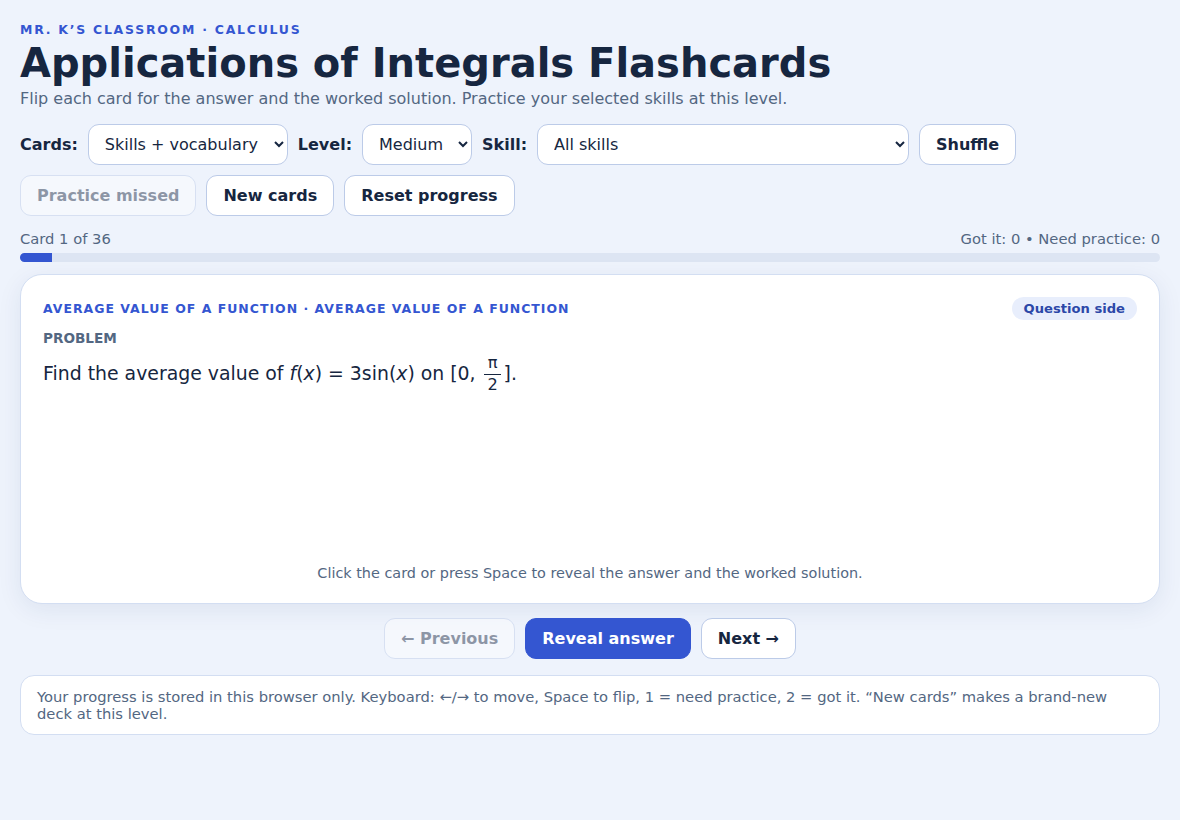 MR. K’S CLASSROOM · CALCULUS
Applications of Integrals Flashcards
Flip each card for the answer and the worked solution. Practice your selected skills at this level.
Cards: Skills + vocabulary Level: Medium Skill: All skills Shuffle
Practice missed New cards Reset progress
Card 1 of 36 Got it: 0 • Need practice: 0
AVERAGE VALUE OF A FUNCTION · AVERAGE VALUE OF A FUNCTION Question side
PROBLEM
Find the average value of f(x) = 3sin(x) on [0, π/2].
Click the card or press Space to reveal the answer and the worked solution.
← Previous Reveal answer Next →
Your progress is stored in this browser only. Keyboard: ←/→ to move, Space to flip, 1 = need practice, 2 = got it. “New cards” makes a brand-new
deck at this level.